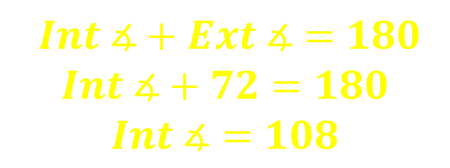 Int ∡ + Ext ∡ = 180
Int ∡ + 72 = 180
Int ∡ = 108